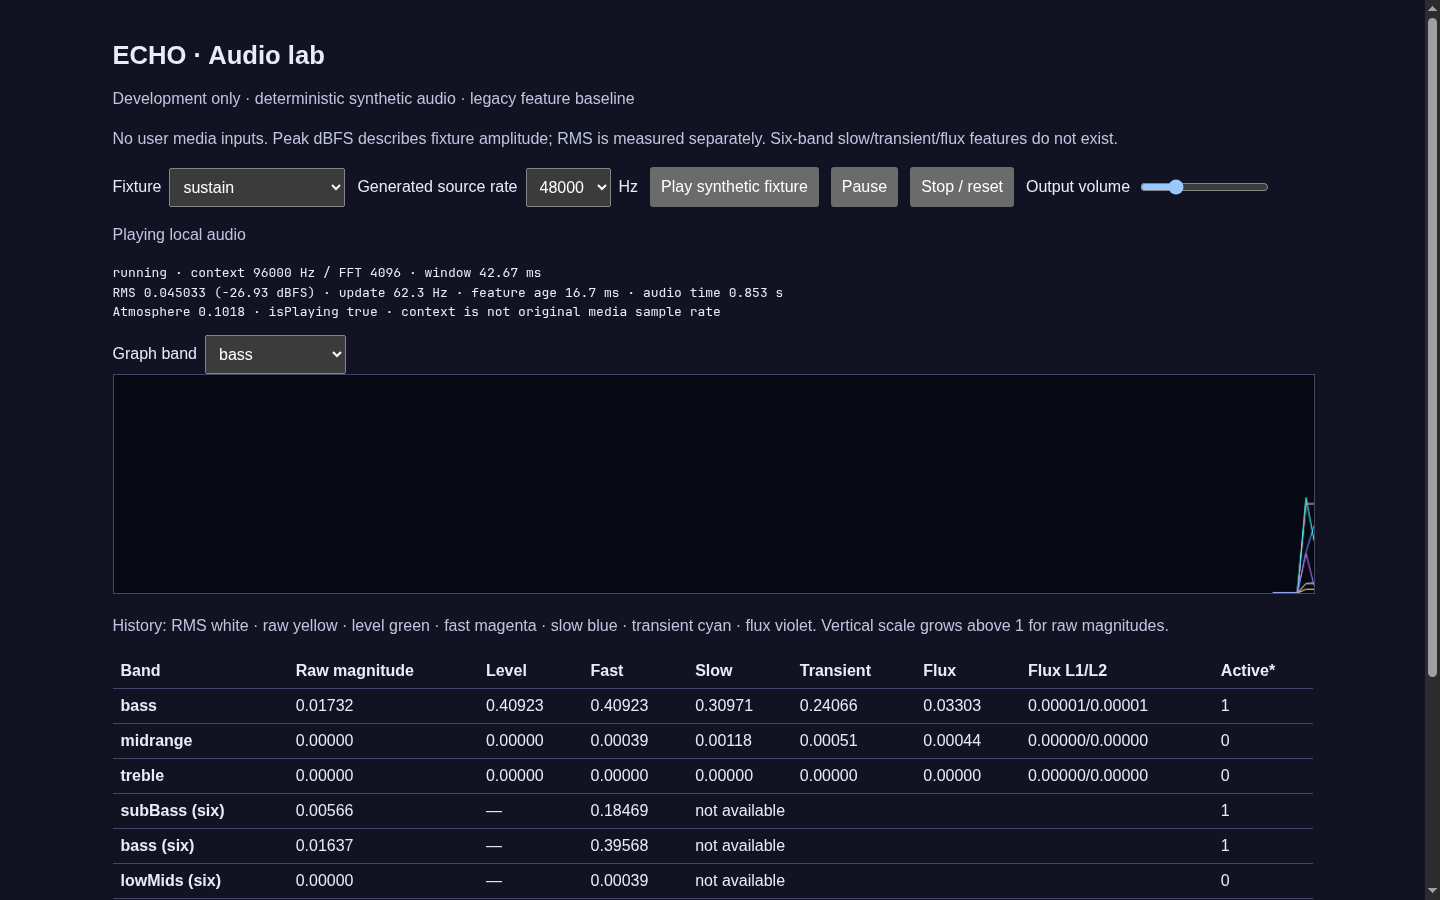 ECHO · Audio lab
Development only · deterministic synthetic audio · legacy feature baseline
No user media inputs. Peak dBFS describes fixture amplitude; RMS is measured separately. Six-band slow/transient/flux features do not exist.
Fixture sustain Generated source rate 48000 Hz Play synthetic fixture Pause Stop / reset Output volume
Playing local audio
running · context 96000 Hz / FFT 4096 · window 42.67 ms
RMS 0.045033 (-26.93 dBFS) · update 62.3 Hz · feature age 16.7 ms · audio time 0.853 s
Atmosphere 0.1018 · isPlaying true · context is not original media sample rate
Graph band bass
History: RMS white · raw yellow · level green · fast magenta · slow blue · transient cyan · flux violet. Vertical scale grows above 1 for raw magnitudes.
Band Raw magnitude Level Fast Slow Transient Flux Flux L1/L2 Active*
bass 0.01732 0.40923 0.40923 0.30971 0.24066 0.03303 0.00001/0.00001 1
midrange 0.00000 0.00000 0.00039 0.00118 0.00051 0.00044 0.00000/0.00000 0
treble 0.00000 0.00000 0.00000 0.00000 0.00000 0.00000 0.00000/0.00000 0
subBass (six) 0.00566 — 0.18469 not available 1
bass (six) 0.01637 — 0.39568 not available 1
lowMids (six) 0.00000 — 0.00039 not available 0